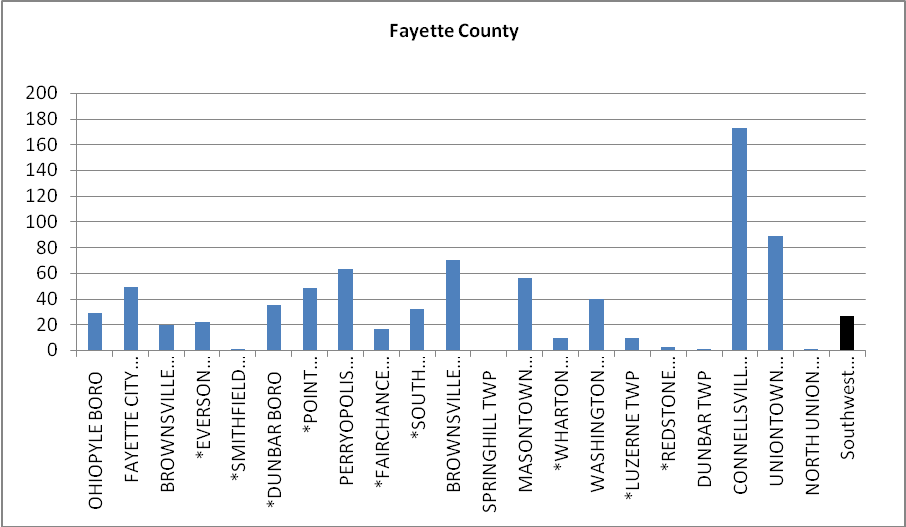 Fayette County
200
180
160
140
120
100
80
60
40
20
0
OHIOPYLE BORO
FAYETTE CITY...
BROWNSVILLE...
*EVERSON...
*SMITHFIELD...
*DUNBAR BORO
*POINT...
PERRYOPOLIS...
*FAIRCHANCE...
*SOUTH...
BROWNSVILLE...
SPRINGHILL TWP
MASONTOWN...
*WHARTON...
WASHINGTON...
*LUZERNE TWP
*REDSTONE...
DUNBAR TWP
CONNELLSVILL...
UNIONTOWN...
NORTH UNION...
Southwest...